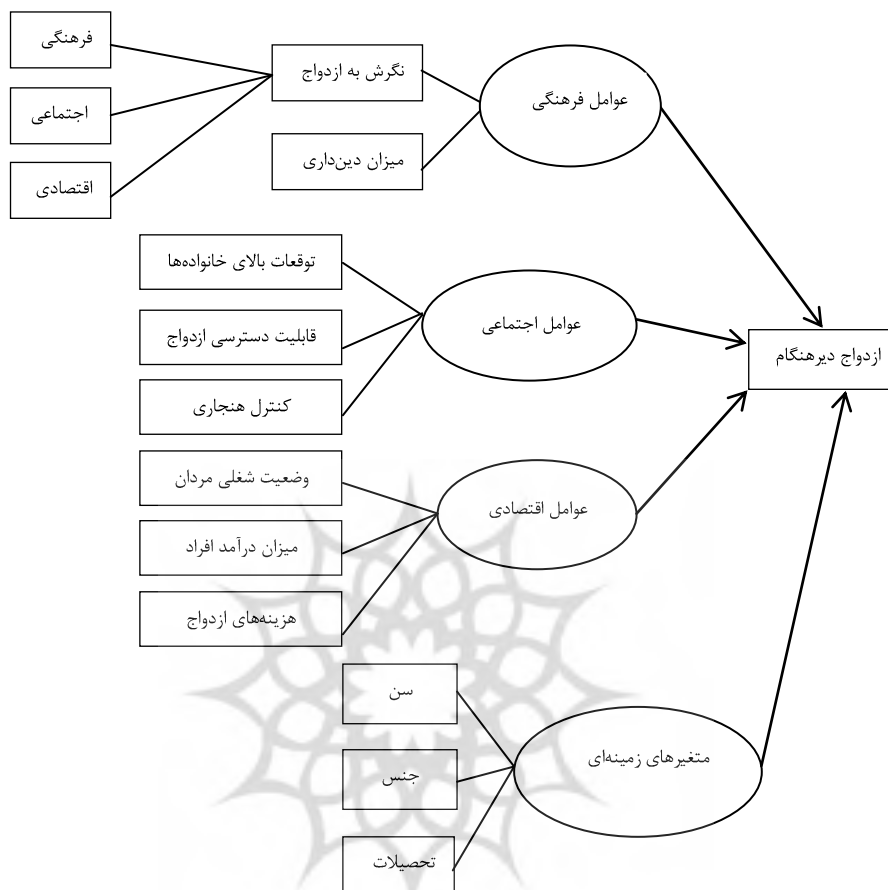 عوامل فرهنگی
نگرش به ازدواج
فرهنگی
اجتماعی
اقتصادی
میزان دین‌داری
عوامل اجتماعی
توقعات بالای خانواده‌ها
قابلیت دسترسی ازدواج
کنترل هنجاری
ازدواج دیرهنگام
عوامل اقتصادی
وضعیت شغلی مردان
میزان درآمد افراد
هزینه‌های ازدواج
متغیرهای زمینه‌ای
سن
جنس
تحصیلات